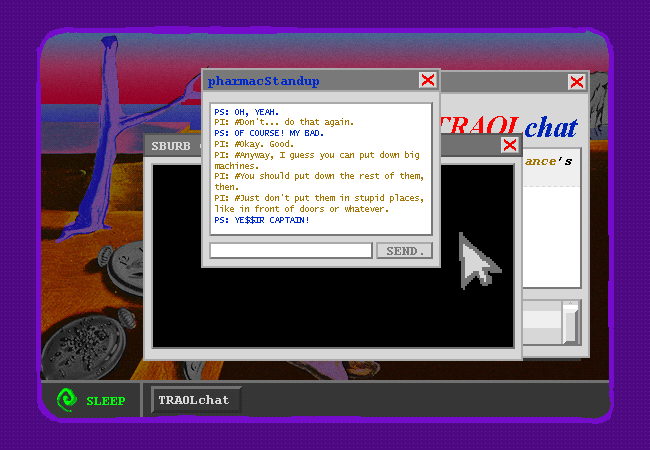 pharmacStandup
PS: OH, YEAH.
PI: #Don't... do that again.
PS: OF COURSE! MY BAD.
PI: #Okay. Good.
PI: #Anyway, I guess you can put down big
machines.
PI: #You should put down the rest of them,
then.
PI: #Just don't put them in stupid places,
like in front of doors or whatever.
PS: YE$$IR CAPTAIN!
SEND.
TRAOLchat
ance's
SBURB
SLEEP
TRAOLchat